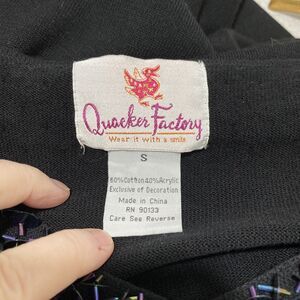 Quacker Factory
Wear it with a smile
S
60%Cotton40%Acrylic
Exclusive of Decoration
Made in China
RN 90133
Care See Reverse